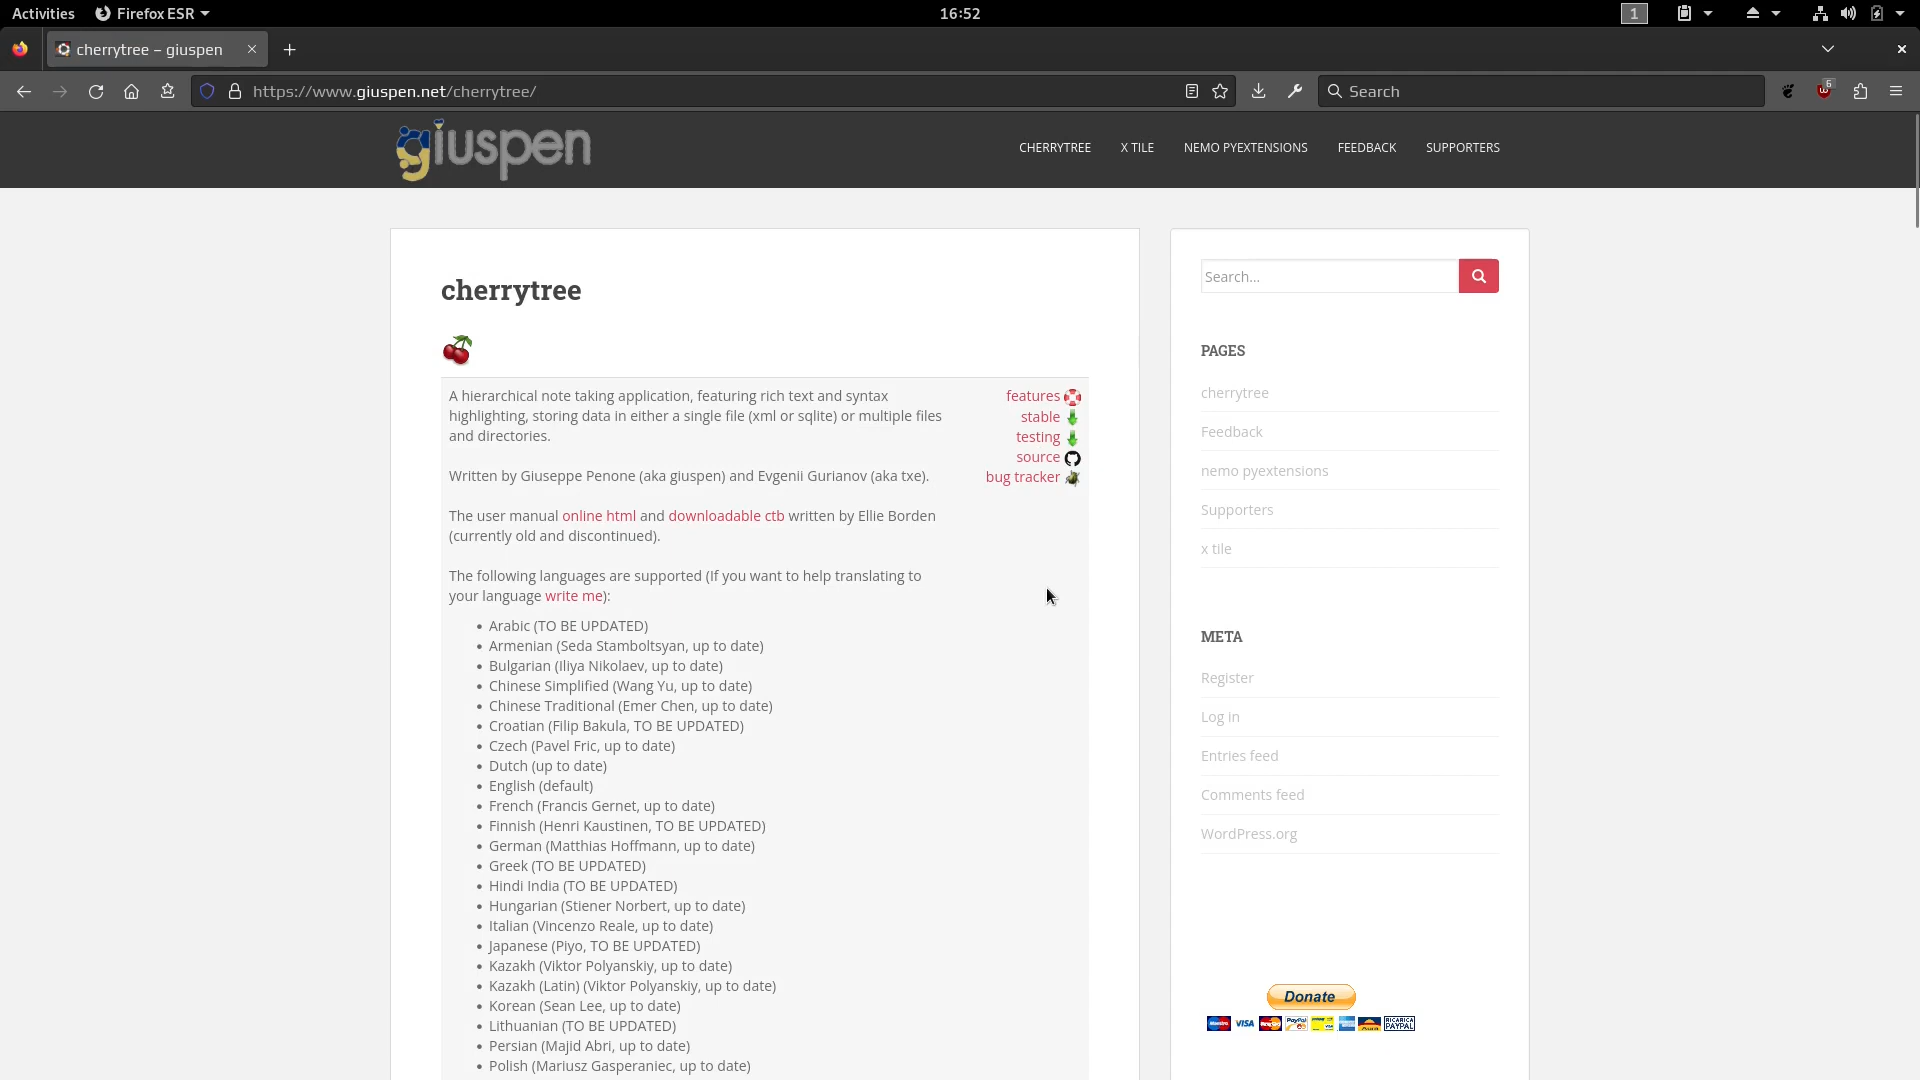 Activities
Firefox ESR
16:52
1
cherrytree – giuspen
https://www.giuspen.net/cherrytree/
Search
6
giuspen
CHERRYTREE
X TILE
NEMO PYEXTENSIONS
FEEDBACK
SUPPORTERS
cherrytree
A hierarchical note taking application, featuring rich text and syntax
highlighting, storing data in either a single file (xml or sqlite) or multiple files
and directories.
Written by Giuseppe Penone (aka giuspen) and Evgenii Gurianov (aka txe).
The user manual online html and downloadable ctb written by Ellie Borden
(currently old and discontinued).
The following languages are supported (If you want to help translating to
your language write me):
• Arabic (TO BE UPDATED)
• Armenian (Seda Stamboltsyan, up to date)
• Bulgarian (Iliya Nikolaev, up to date)
• Chinese Simplified (Wang Yu, up to date)
• Chinese Traditional (Emer Chen, up to date)
• Croatian (Filip Bakula, TO BE UPDATED)
• Czech (Pavel Fric, up to date)
• Dutch (up to date)
• English (default)
• French (Francis Gernet, up to date)
• Finnish (Henri Kaustinen, TO BE UPDATED)
• German (Matthias Hoffmann, up to date)
• Greek (TO BE UPDATED)
• Hindi India (TO BE UPDATED)
• Hungarian (Stiener Norbert, up to date)
• Italian (Vincenzo Reale, up to date)
• Japanese (Piyo, TO BE UPDATED)
• Kazakh (Viktor Polyanskiy, up to date)
• Kazakh (Latin) (Viktor Polyanskiy, up to date)
• Korean (Sean Lee, up to date)
• Lithuanian (TO BE UPDATED)
• Persian (Majid Abri, up to date)
• Polish (Mariusz Gasperaniec, up to date)
features
stable
testing
source
bug tracker
Search...
PAGES
cherrytree
Feedback
nemo pyextensions
Supporters
x tile
META
Register
Log in
Entries feed
Comments feed
WordPress.org
Donate
VISA
PayPal
RICARICA
PAYPAL